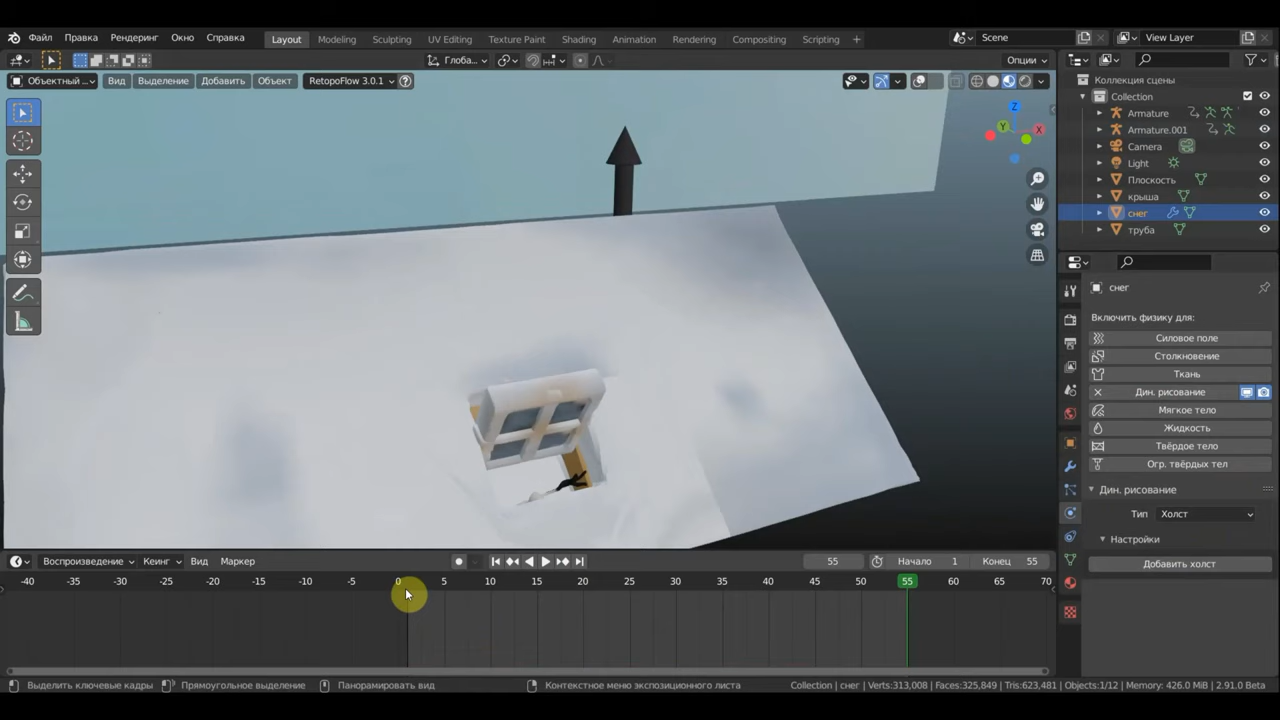 Файл Правка Рендеринг Окно Справка Layout Modeling Sculpting UV Editing Texture Paint Shading Animation Rendering Compositing Scripting + Scene View Layer
Глоба... Опции
Объектный ... Вид Выделение Добавить Объект RetopoFlow 3.0.1
Коллекция сцены
Collection
Armature
Armature.001
Camera
Light
Плоскость
крыша
снег
труба
Z
Y
X
снег
Включить физику для:
Силовое поле
Столкновение
Ткань
Дин. рисование
Мягкое тело
Жидкость
Твёрдое тело
Огр. твёрдых тел
Дин. рисование
Тип Холст
Настройки
Добавить холст
Воспроизведение Кеинг Вид Маркер 55 Начало 1 Конец 55
-40 -35 -30 -25 -20 -15 -10 -5 0 5 10 15 20 25 30 35 40 45 50 55 60 65 70
Выделить ключевые кадры Прямоугольное выделение Панорамировать вид Контекстное меню экспозиционного листа Collection | снег | Verts:313,008 | Faces:325,849 | Tris:623,481 | Objects:1/12 | Memory: 426.0 MiB | 2.91.0 Beta